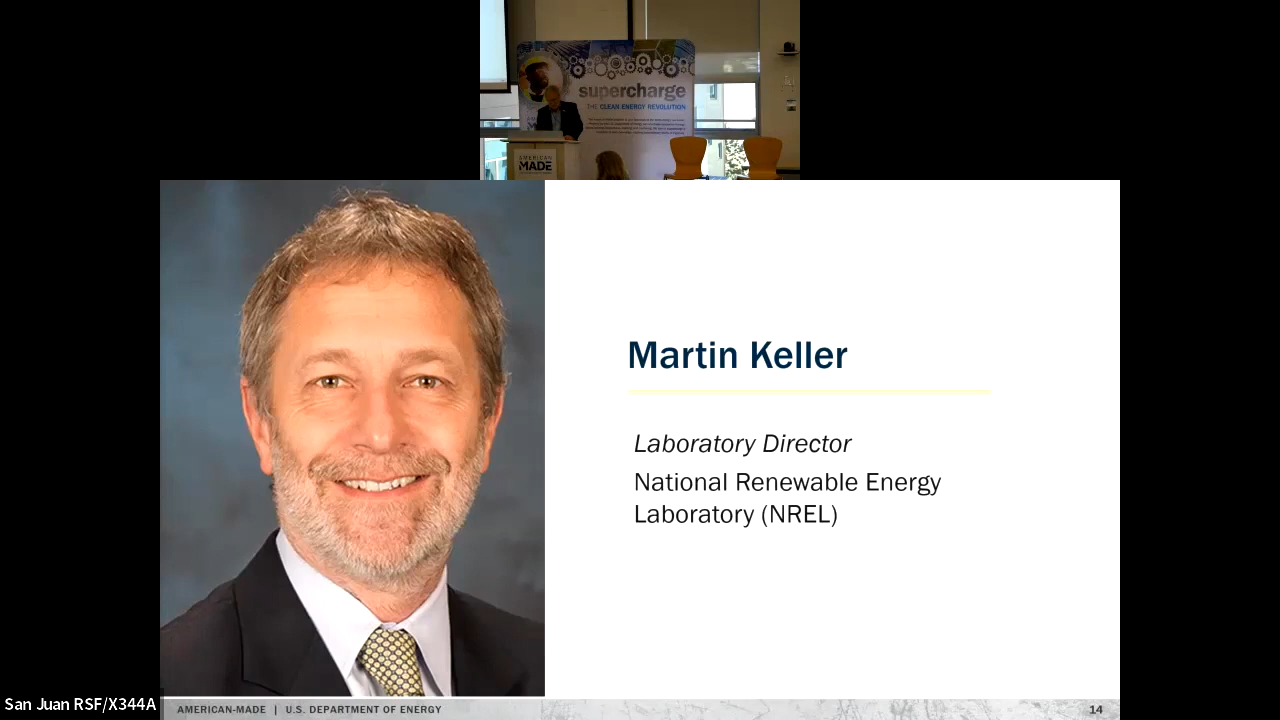 supercharge
THE CLEAN ENERGY REVOLUTION
AMERICAN
MADE
Martin Keller
Laboratory Director
National Renewable Energy
Laboratory (NREL)
San Juan RSF/X344A
AMERICAN-MADE | U.S. DEPARTMENT OF ENERGY
14